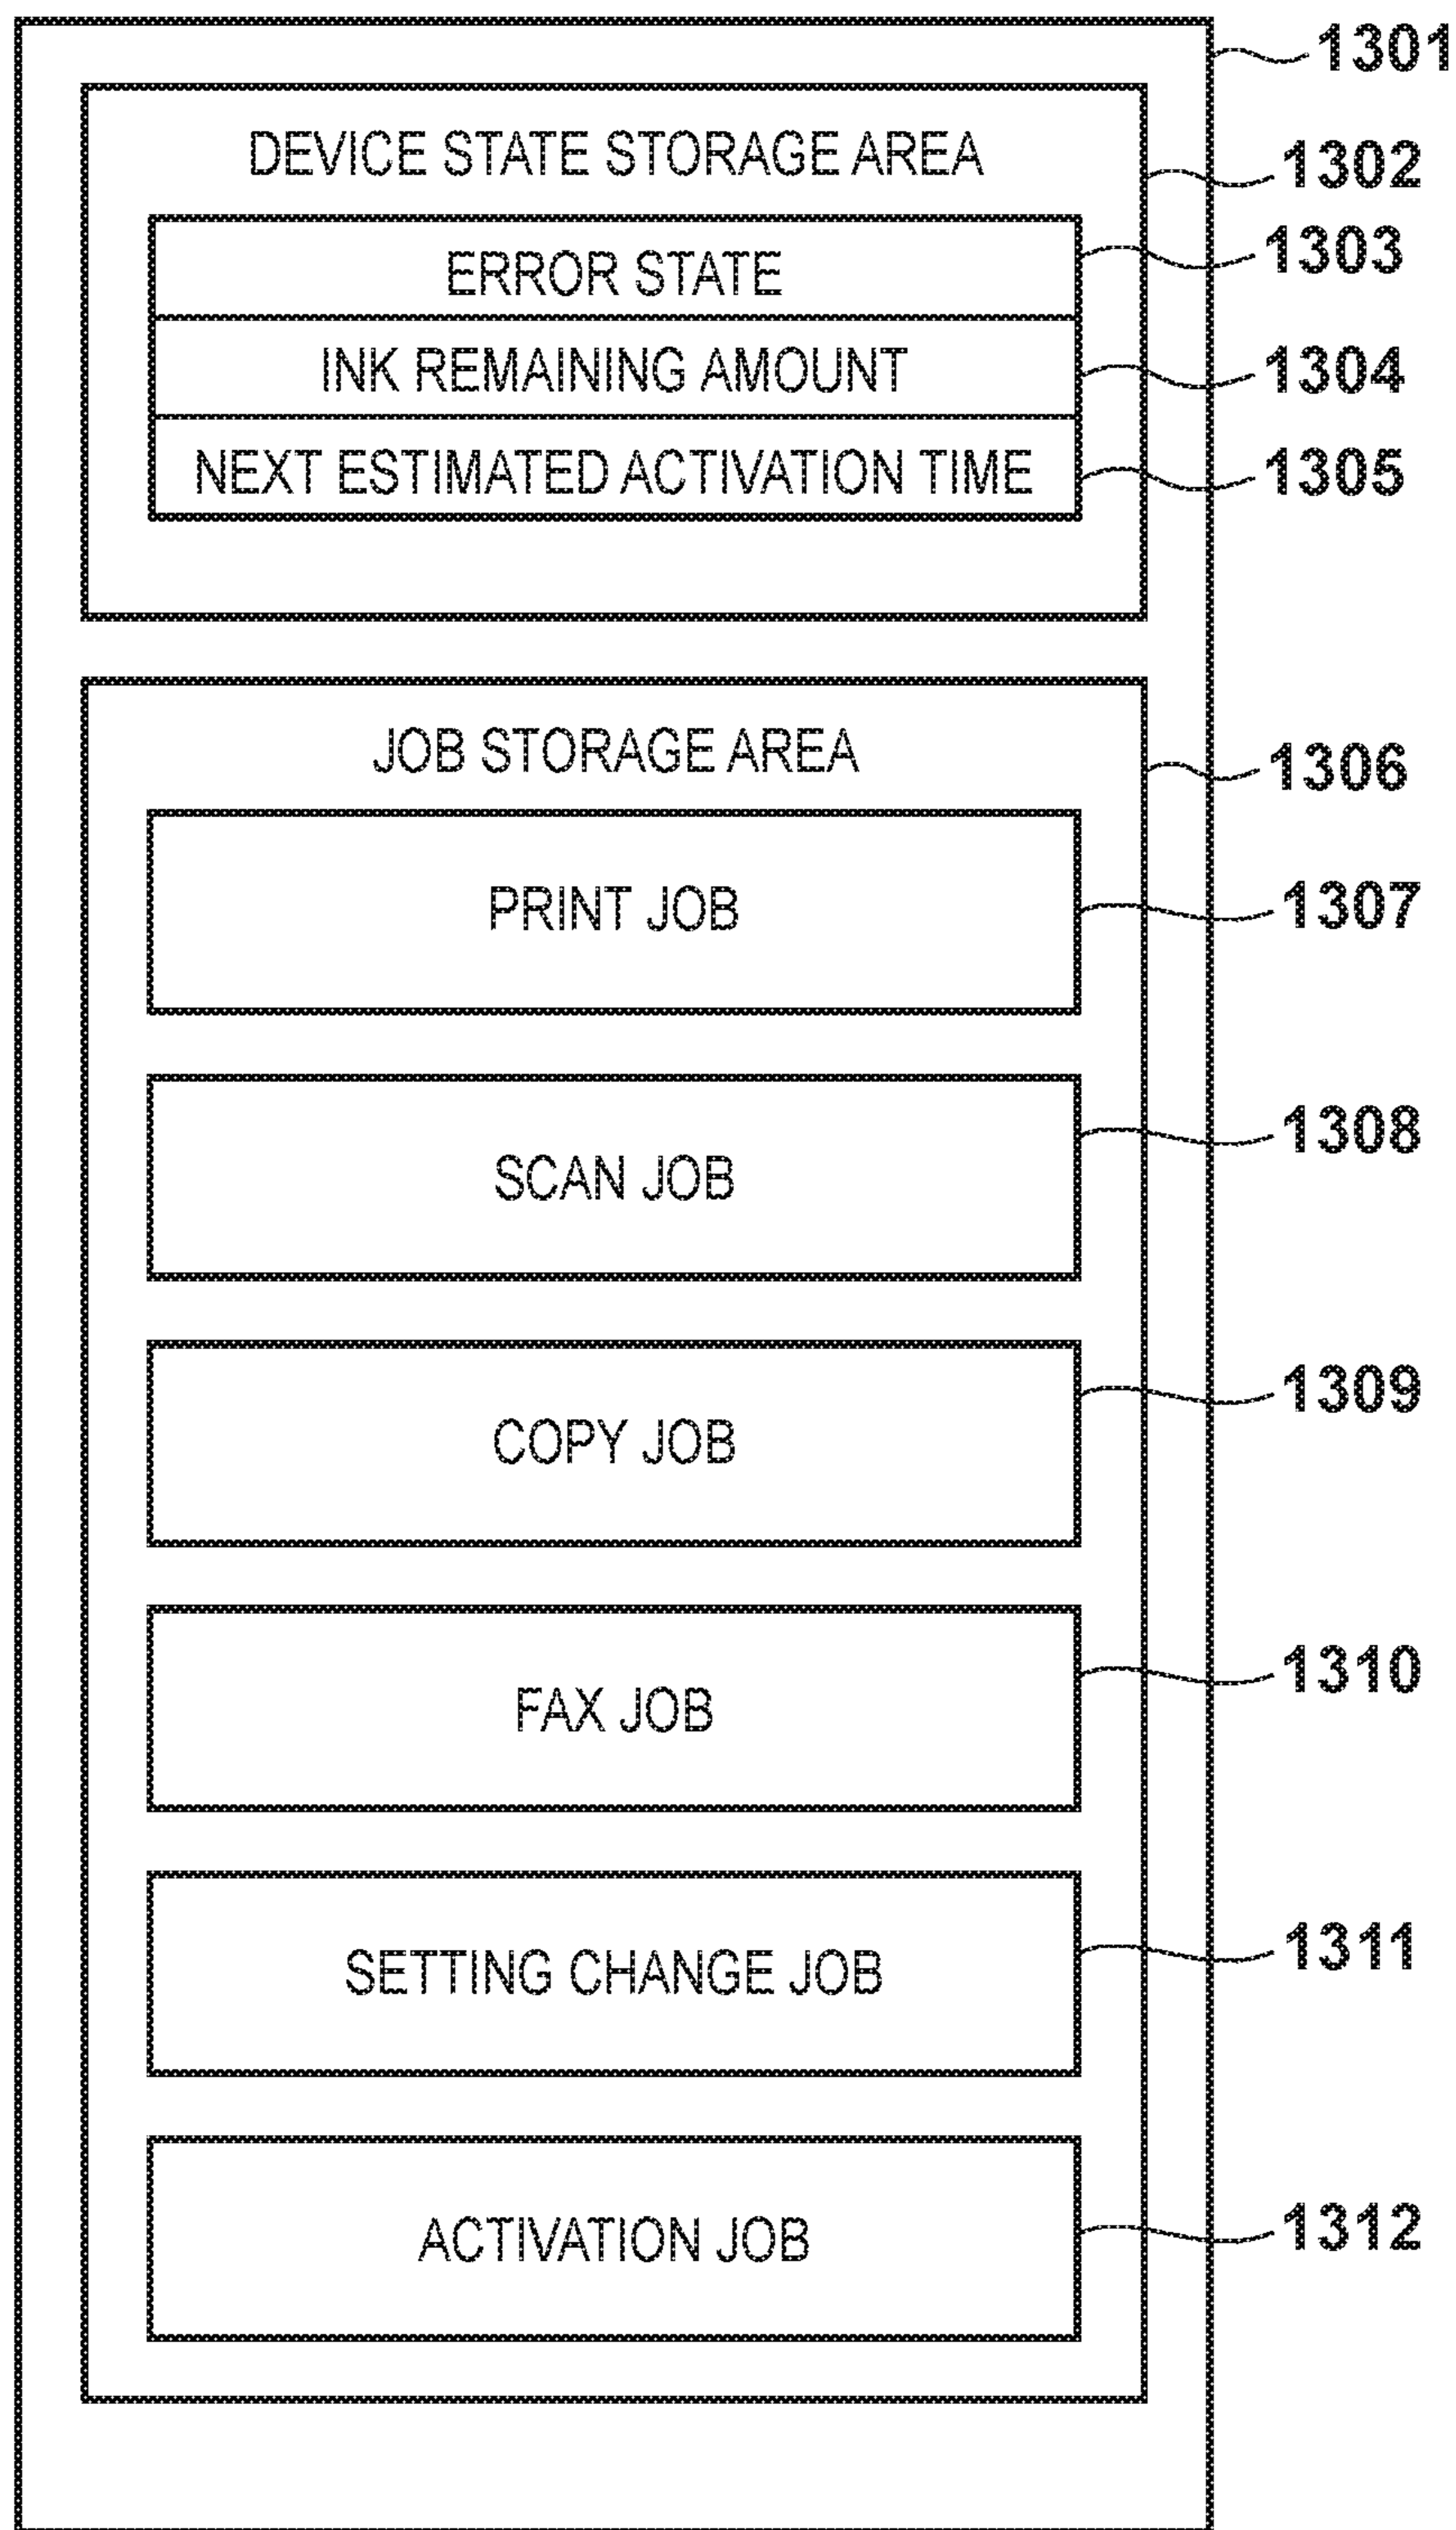 1301
DEVICE STATE STORAGE AREA
1302
ERROR STATE
1303
INK REMAINING AMOUNT
1304
NEXT ESTIMATED ACTIVATION TIME
1305
JOB STORAGE AREA
1306
PRINT JOB
1307
SCAN JOB
1308
COPY JOB
1309
FAX JOB
1310
SETTING CHANGE JOB
1311
ACTIVATION JOB
1312